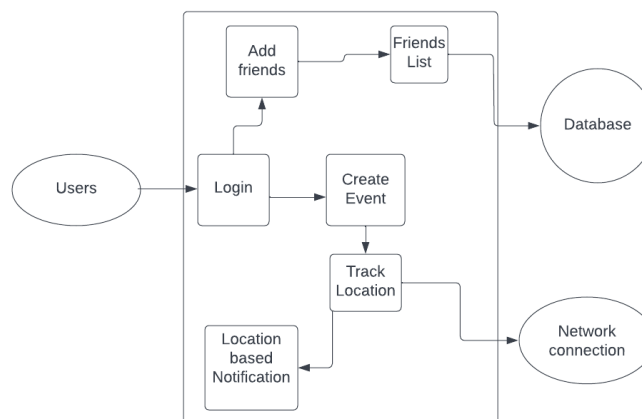 Add
friends
Friends
List
Database
Users
Login
Create
Event
Track
Location
Location
based
Notification
Network
connection